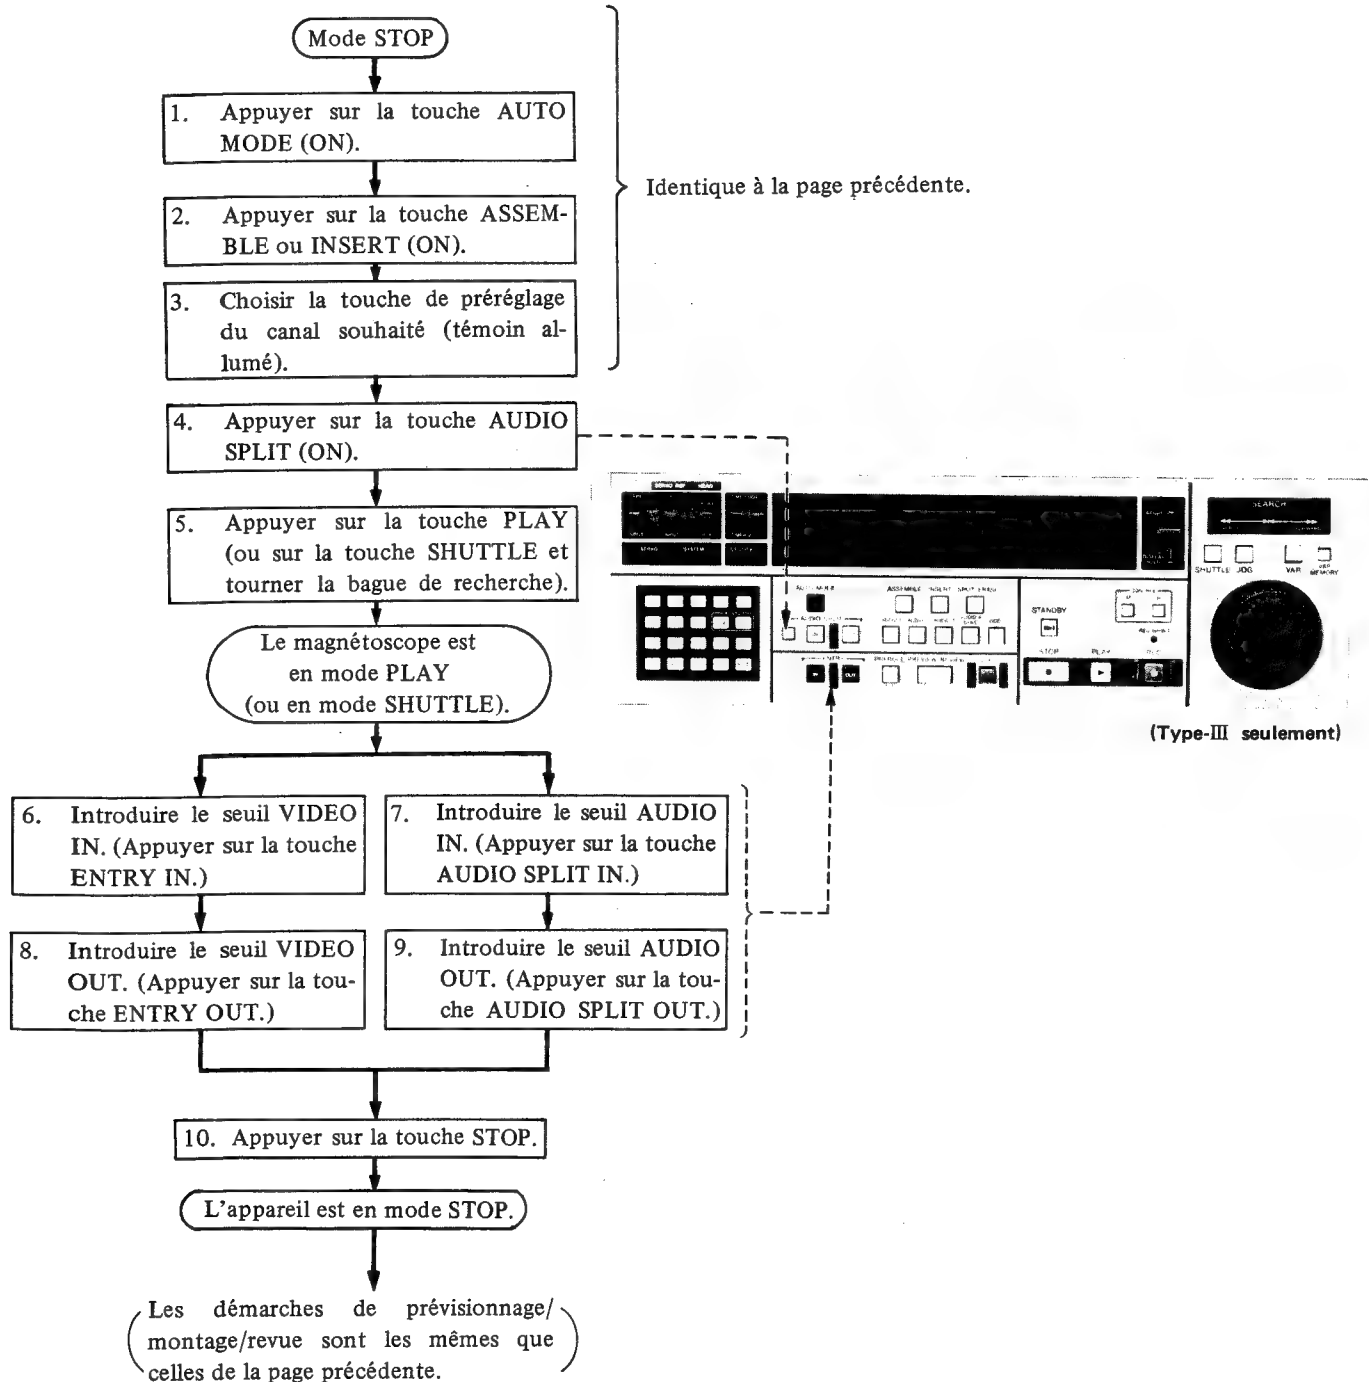 Mode STOP
1. Appuyer sur la touche AUTO
MODE (ON).
2. Appuyer sur la touche ASSEM-
BLE ou INSERT (ON).
3. Choisir la touche de préréglage
du canal souhaité (témoin al-
lumé).
Identique à la page précédente.
4. Appuyer sur la touche AUDIO
SPLIT (ON).
5. Appuyer sur la touche PLAY
(ou sur la touche SHUTTLE et
tourner la bague de recherche).
Le magnétoscope est
en mode PLAY
(ou en mode SHUTTLE).
SEARCH
SHUTTLE JOG VAR VAR
MEMORY
ASSEMBLE INSERT
STANDBY
STOP PLAY REC
IN OUT
(Type-III seulement)
6. Introduire le seuil VIDEO
IN. (Appuyer sur la touche
ENTRY IN.)
7. Introduire le seuil AUDIO
IN. (Appuyer sur la touche
AUDIO SPLIT IN.)
8. Introduire le seuil VIDEO
OUT. (Appuyer sur la tou-
che ENTRY OUT.)
9. Introduire le seuil AUDIO
OUT. (Appuyer sur la tou-
che AUDIO SPLIT OUT.)
10. Appuyer sur la touche STOP.
L'appareil est en mode STOP.
(Les démarches de prévisionnage/
montage/revue sont les mêmes que
celles de la page précédente.)